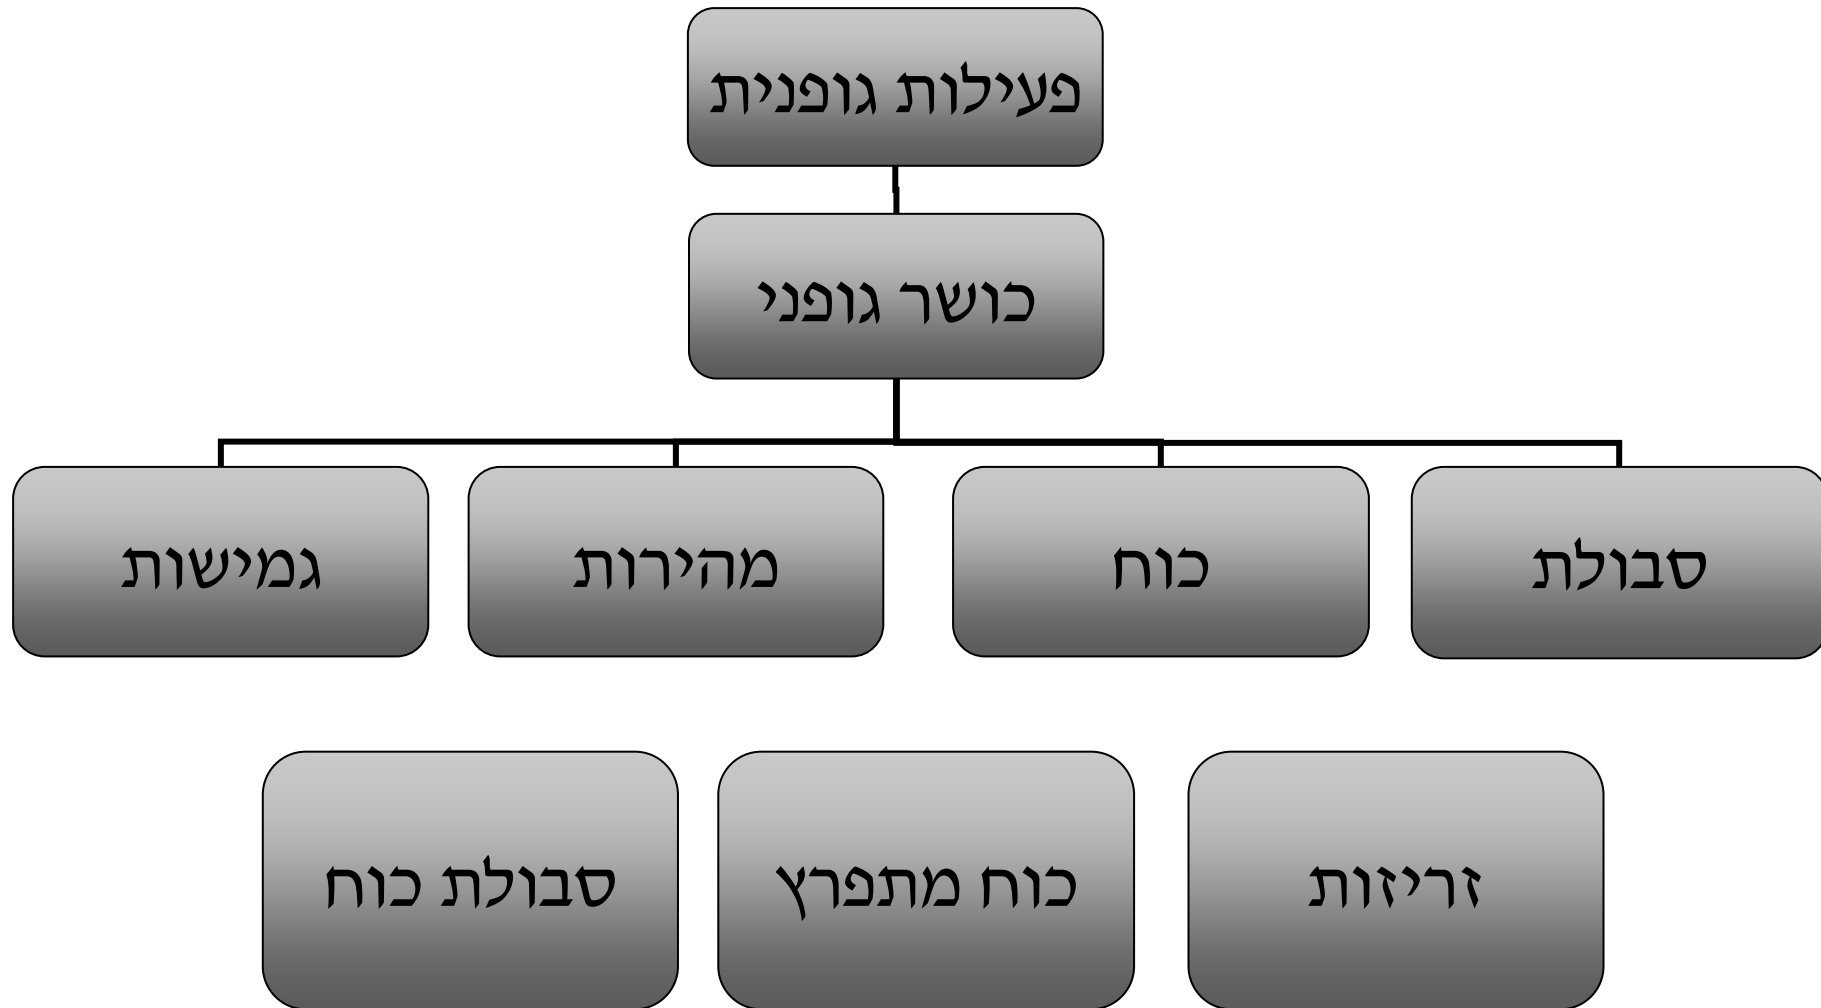 פעילות גופנית
כושר גופני
סבולת
כוח
מהירות
גמישות
זריזות
כוח מתפרץ
סבולת כוח